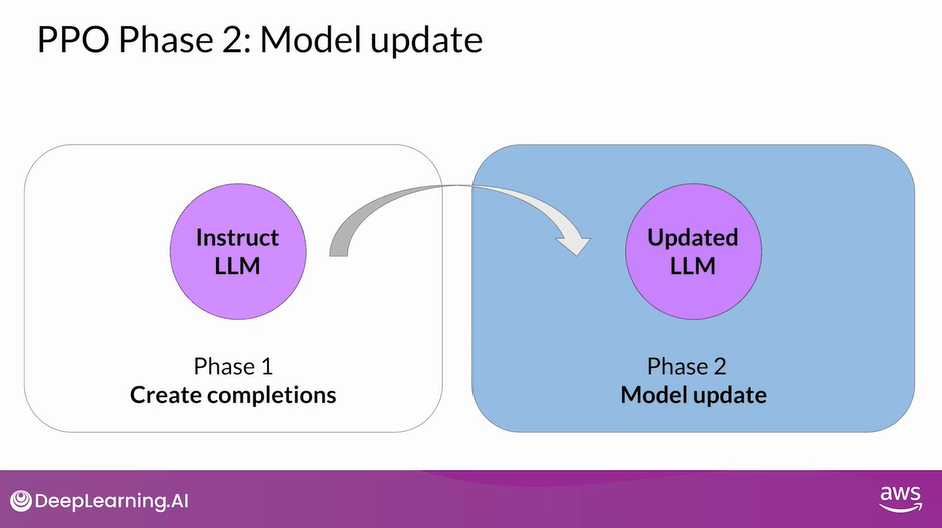 PPO Phase 2: Model update
Instruct
LLM
Phase 1
Create completions
Updated
LLM
Phase 2
Model update
DeepLearning.AI
aws